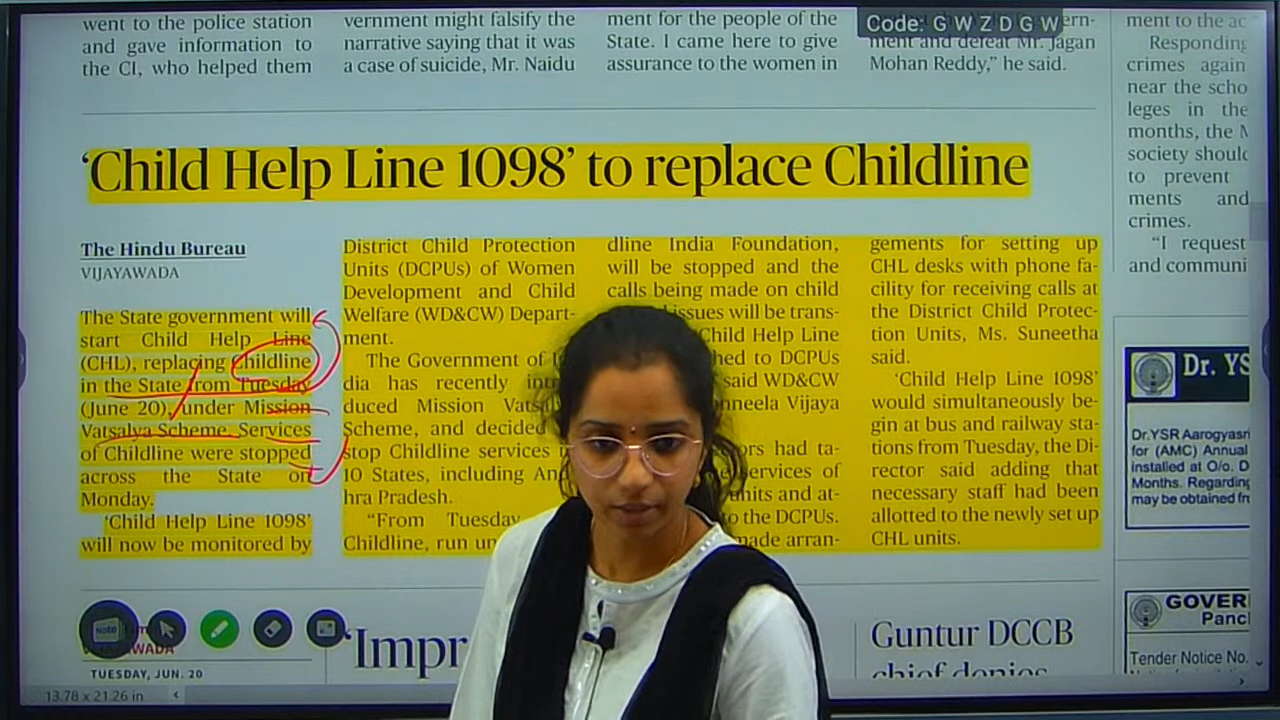 went to the police station
and gave information to
the CI, who helped them
vernment might falsify the
narrative saying that it was
a case of suicide, Mr. Naidu
ment for the people of the
State. I came here to give
assurance to the women in
Code: G W Z D G W
ern-
ment and defeat Mr. Jagan
Mohan Reddy,” he said.
ment to the ac
Responding
crimes again
near the scho
leges in the
months, the M
society should
to prevent
ments and
crimes.
“I request
and communi
‘Child Help Line 1098’ to replace Childline
The Hindu Bureau
VIJAYAWADA
The State government will
start Child Help Line
(CHL), replacing Childline
in the State from Tuesday
(June 20), under Mission
Vatsalya Scheme. Services
of Childline were stopped
across the State on
Monday.
‘Child Help Line 1098’
will now be monitored by
District Child Protection
Units (DCPUs) of Women
Development and Child
Welfare (WD&CW) Depart-
ment.
The Government of I
dia has recently int
duced Mission Vatsa
Scheme, and decided
stop Childline services
10 States, including An
hra Pradesh.
“From Tuesday
Childline, run un
dline India Foundation,
will be stopped and the
calls being made on child
issues will be trans-
Child Help Line
hed to DCPUs
said WD&CW
nneela Vijaya
ors had ta-
ervices of
units and at-
to the DCPUs.
made arran-
gements for setting up
CHL desks with phone fa-
cility for receiving calls at
the District Child Protec-
tion Units, Ms. Suneetha
said.
‘Child Help Line 1098’
would simultaneously be-
gin at bus and railway sta-
tions from Tuesday, the Di-
rector said adding that
necessary staff had been
allotted to the newly set up
CHL units.
Dr. YS
Dr.YSR Aarogyasri
for (AMC) Annual
installed at O/o. D
Months. Regarding
may be obtained fr
GOVER
Panc
Tender Notice No.
Note
TUESDAY, JUN. 20
13.78 x 21.26 in
‘Impr
Guntur DCCB
chief denies